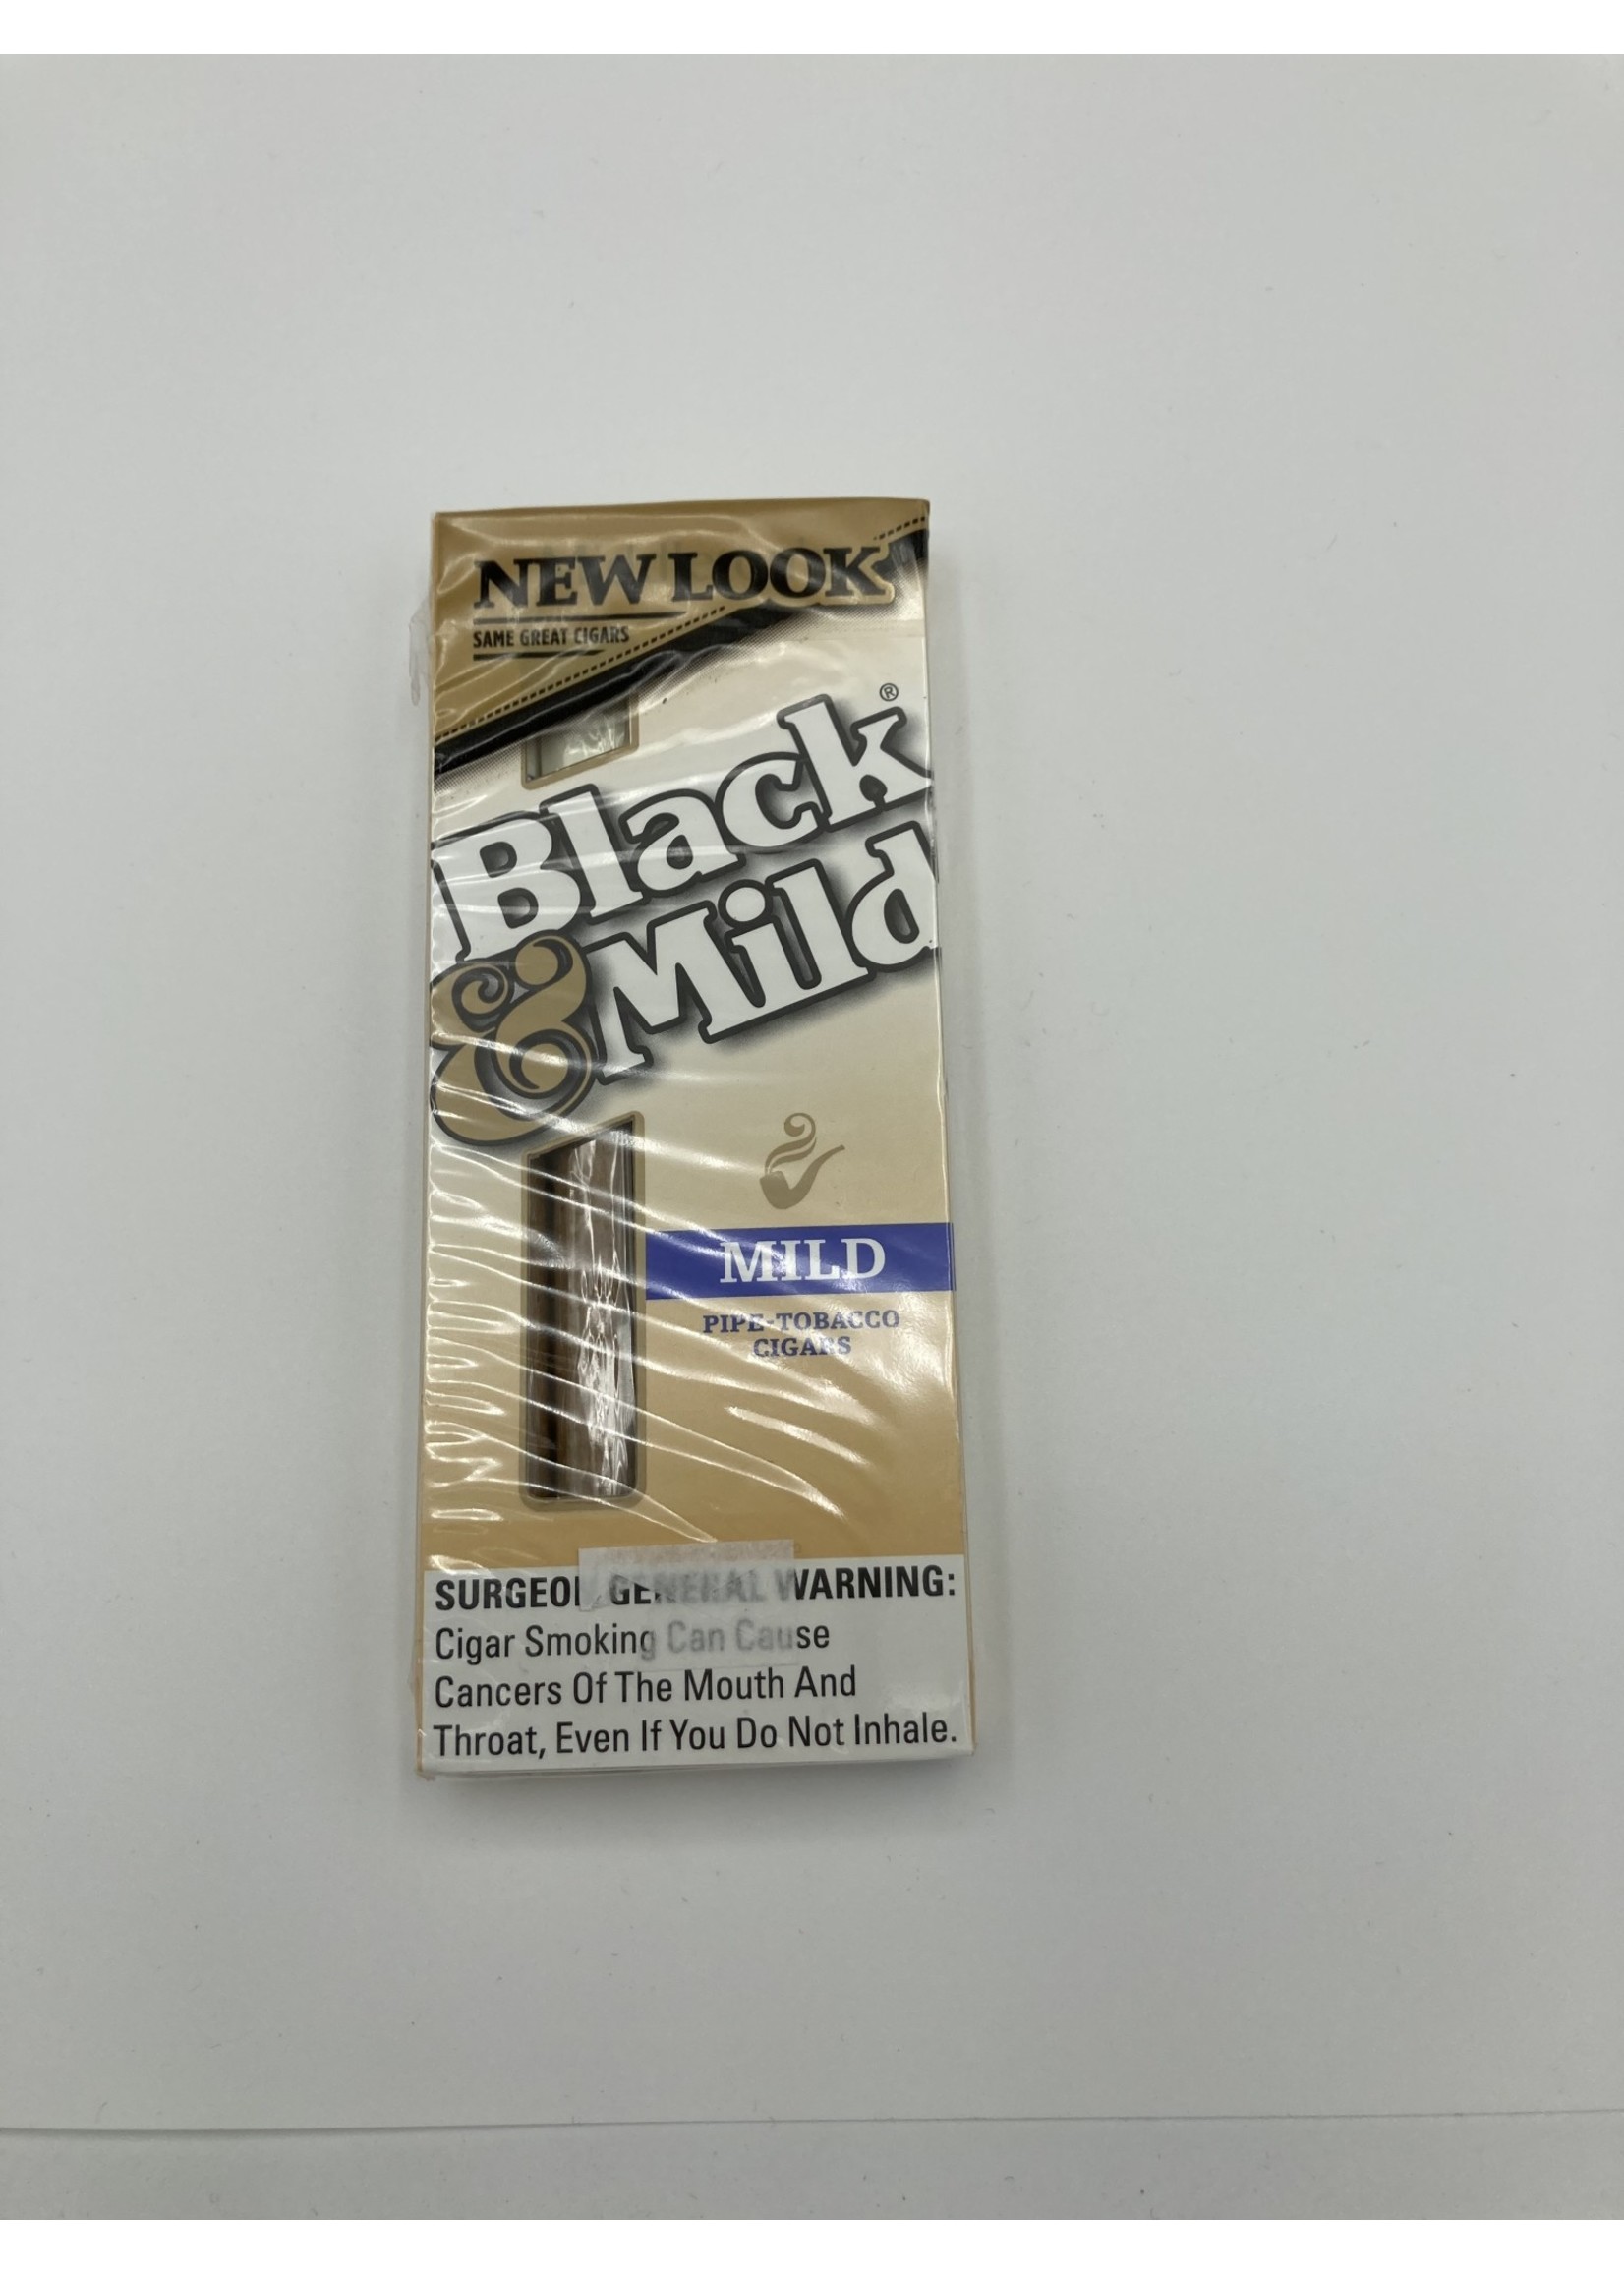 NEW LOOK
SAME GREAT CIGARS
Black®
& Mild
MILD
PIPE-TOBACCO
CIGARS
SURGEON GENERAL WARNING:
Cigar Smoking Can Cause
Cancers Of The Mouth And
Throat, Even If You Do Not Inhale.